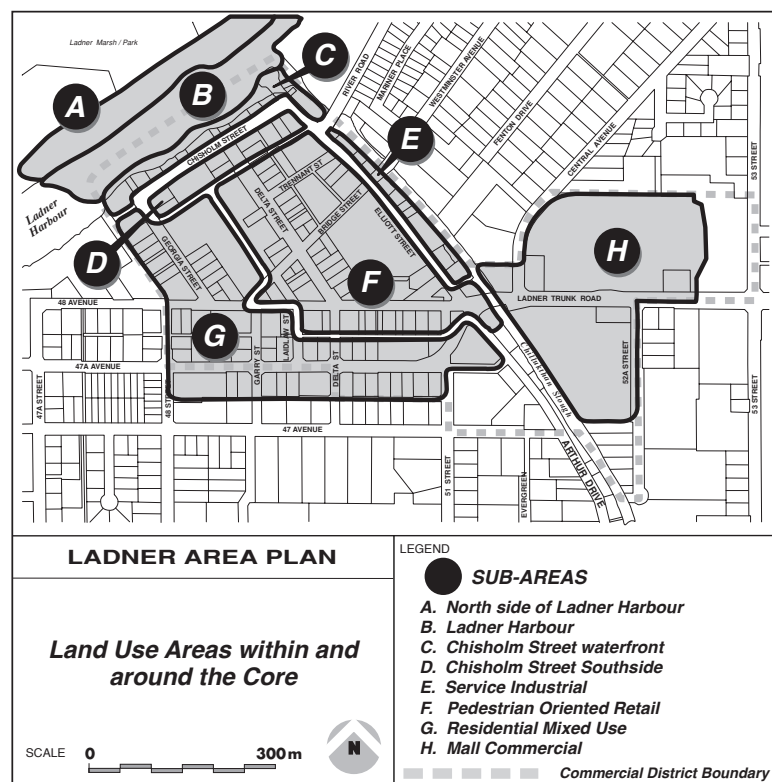 Ladner Marsh / Park
A
B
C
RIVER ROAD
MARINER PLACE
WESTMINSTER AVENUE
FENTON DRIVE
CENTRAL AVENUE
53 STREET
E
CHISHOLM STREET
TRENNANT ST
DELTA STREET
BRIDGE STREET
ELLIOTT STREET
Ladner
Harbour
D
GEORGIA STREET
F
H
48 AVENUE
LADNER TRUNK ROAD
G
GARRY ST
LAIDLAW ST
DELTA ST
47A AVENUE
47A STREET
48 STREET
Chillukthan Slough
52A STREET
53 STREET
47 AVENUE
51 STREET
EVERGREEN
ARTHUR DRIVE
LADNER AREA PLAN
Land Use Areas within and
around the Core
SCALE 0 300 m
N
LEGEND
SUB-AREAS
A. North side of Ladner Harbour
B. Ladner Harbour
C. Chisholm Street waterfront
D. Chisholm Street Southside
E. Service Industrial
F. Pedestrian Oriented Retail
G. Residential Mixed Use
H. Mall Commercial
Commercial District Boundary